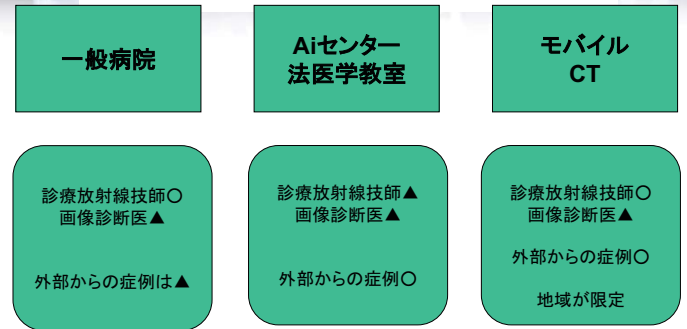 一般病院
Aiセンター
法医学教室
モバイル
CT
診療放射線技師○
画像診断医▲
外部からの症例は▲
診療放射線技師▲
画像診断医▲
外部からの症例○
診療放射線技師○
画像診断医▲
外部からの症例○
地域が限定